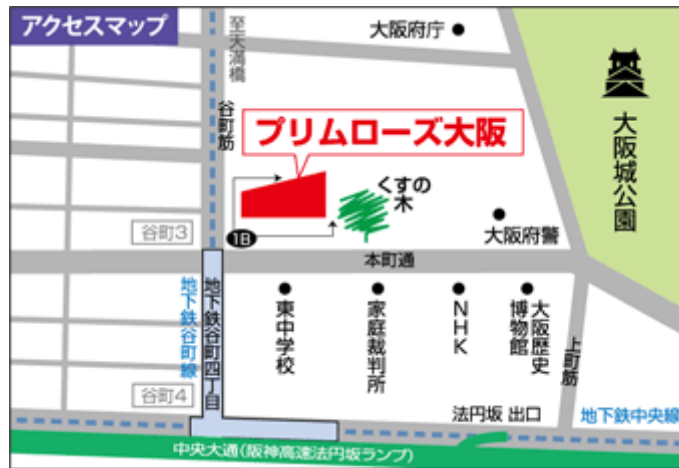 アクセスマップ
至天満橋
大阪府庁
谷町筋
プリムローズ大阪
大阪城公園
くすの
木
谷町3
1B
大阪府警
本町通
地下鉄谷町線
地下鉄谷町四丁目
東中学校
家庭裁判所
NHK
大阪歴史
博物館
上町筋
谷町4
法円坂 出口
地下鉄中央線
中央大通(阪神高速法円坂ランプ)